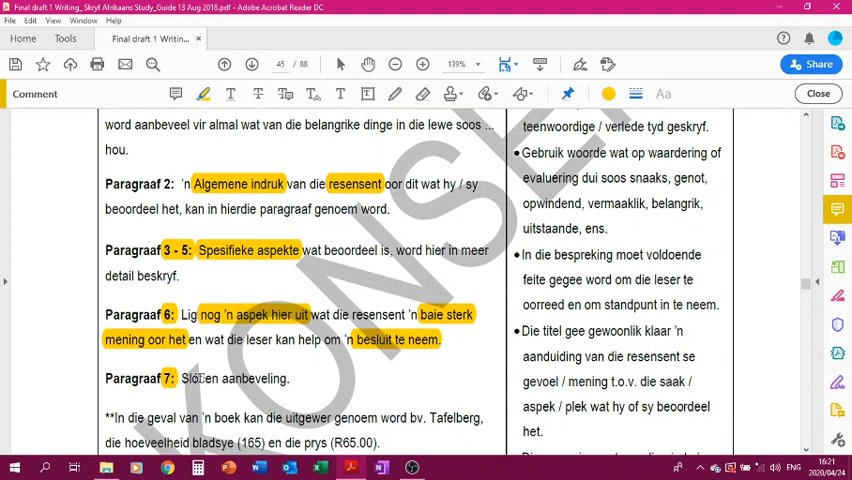 Final draft 1 Writing_ Skryf Afrikaans Study_Guide 13 Aug 2018.pdf - Adobe Acrobat Reader DC
File Edit View Window Help
Home Tools Final draft 1 Writin... × Share
45 / 88 139%
Comment Aa Close
word aanbeveel vir almal wat van die belangrike dinge in die lewe soos ...
hou.
Paragraaf 2: 'n Algemene indruk van die resensent oor dit wat hy / sy
beoordeel het, kan in hierdie paragraaf genoem word.
Paragraaf 3 - 5: Spesifieke aspekte wat beoordeel is, word hier in meer
detail beskryf.
Paragraaf 6: Lig nog 'n aspek hier uit wat die resensent 'n baie sterk
mening oor het en wat die leser kan help om 'n besluit te neem.
Paragraaf 7: Slot en aanbeveling.
**In die geval van 'n boek kan die uitgewer genoem word bv. Tafelberg,
die hoeveelheid bladsye (165) en die prys (R65.00).
teenwoordige / verlede tyd geskryf.
•Gebruik woorde wat op waardering of
evaluering dui soos snaaks, genot,
opwindend, vermaaklik, belangrik,
uitstaande, ens.
•In die bespreking moet voldoende
feite gegee word om die leser te
oorreed en om standpunt in te neem.
•Die titel gee gewoonlik klaar 'n
aanduiding van die resensent se
gevoel / mening t.o.v. die saak /
aspek / plek wat hy of sy beoordeel
het.
KONSE
ENG
16:21
2020/04/24